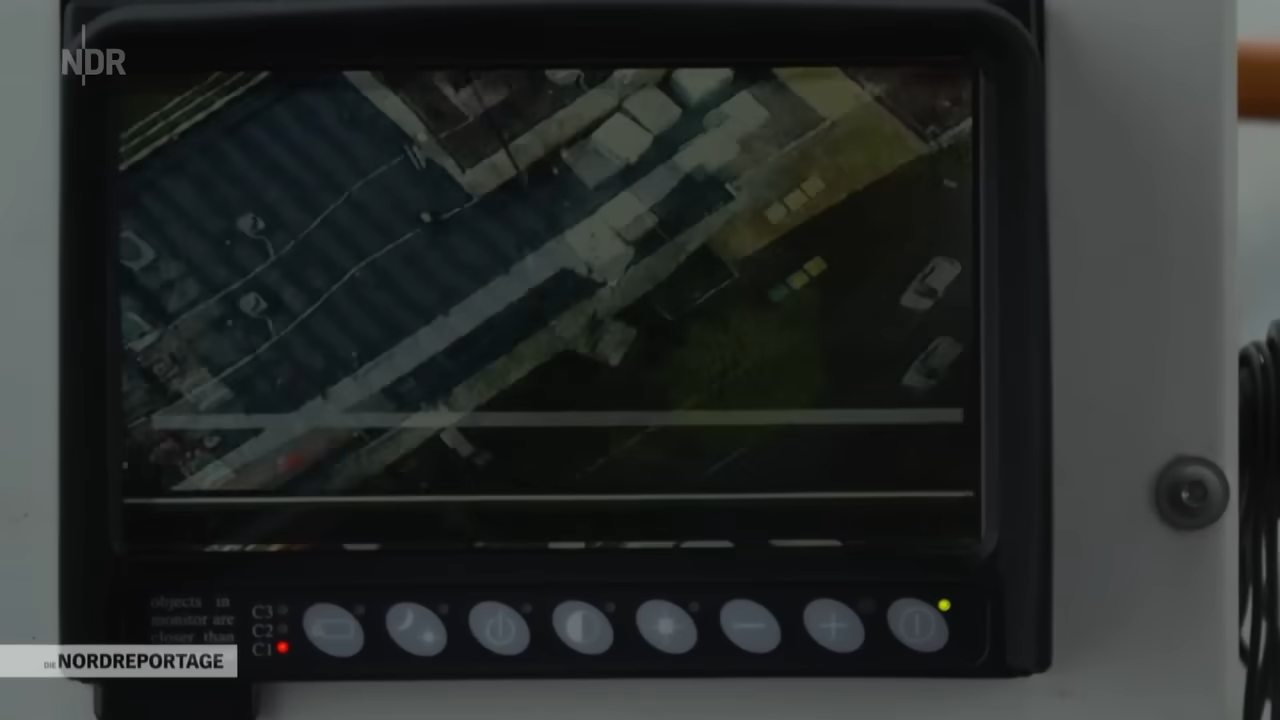 NDR
objects in
monitor are
closer than
C3
C2
C1
DIE NORDREPORTAGE